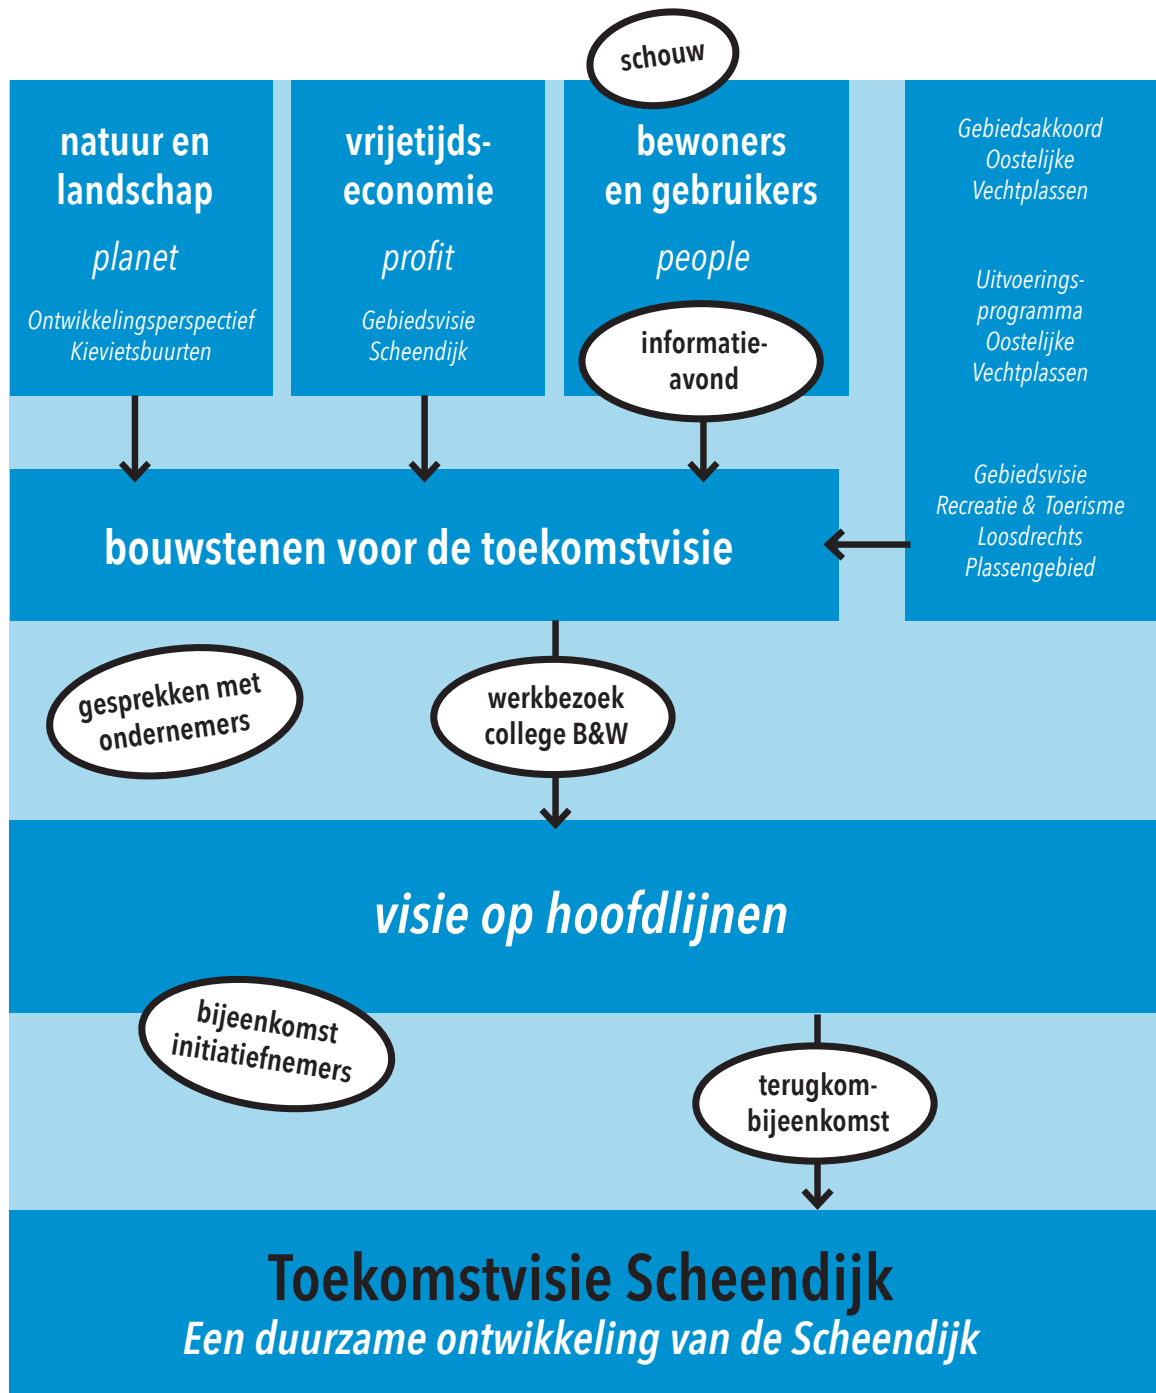 schouw
natuur en
landschap
planet
Ontwikkelingsperspectief
Kievietsbuurten
vrijetijds-
economie
profit
Gebiedsvisie
Scheendijk
bewoners
en gebruikers
people
informatie-
avond
Gebiedsakkoord
Oostelijke
Vechtplassen
Uitvoerings-
programma
Oostelijke
Vechtplassen
Gebiedsvisie
Recreatie & Toerisme
Loosdrechts
Plassengebied
bouwstenen voor de toekomstvisie
gesprekken met
ondernemers
werkbezoek
college B&W
visie op hoofdlijnen
bijeenkomst
initiatiefnemers
terugkom-
bijeenkomst
Toekomstvisie Scheendijk
Een duurzame ontwikkeling van de Scheendijk